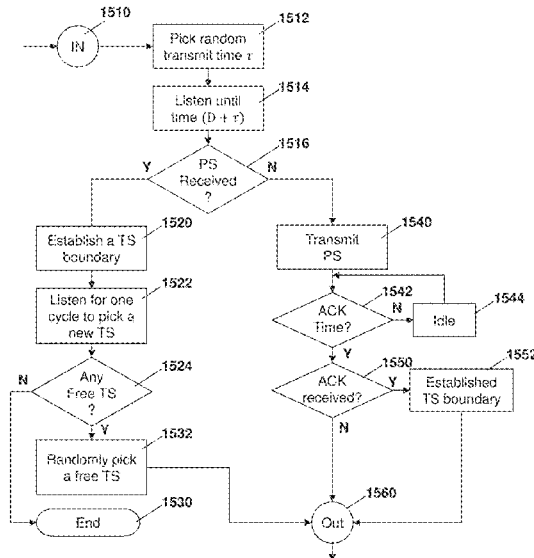 1510
IN
1512
Pick random
transmit time τ
1514
Listen until
time (D + τ)
1516
PS
Received
?
Y
N
1520
Establish a TS
boundary
1540
Transmit
PS
1522
Listen for one
cycle to pick a
new TS
1542
ACK
Time?
N
1544
Idle
Y
1524
Any
Free TS
?
N
Y
1550
ACK
received?
Y
N
1552
Established
TS boundary
1532
Randomly pick
a free TS
1530
End
1560
Out